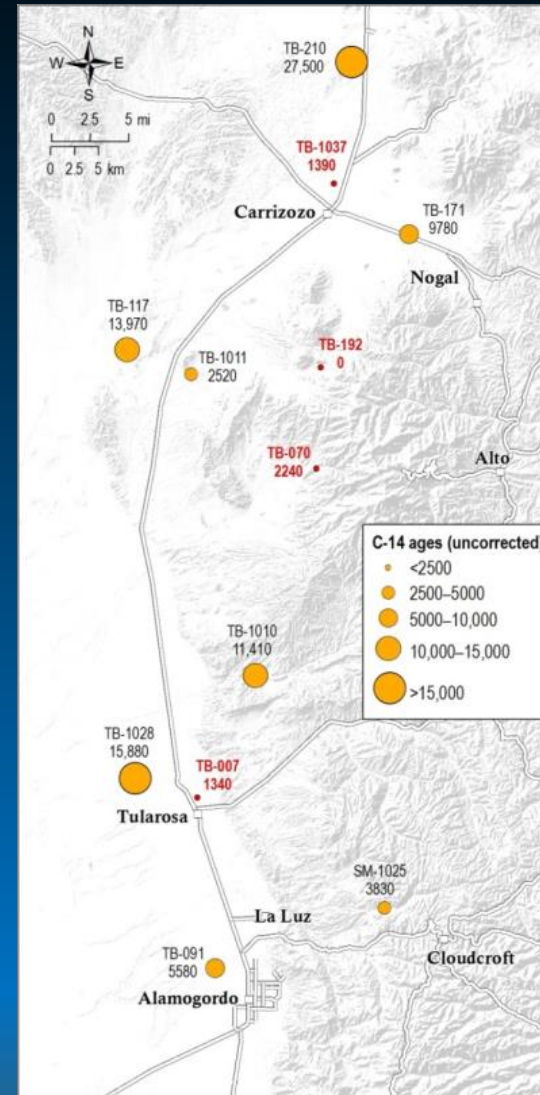 N
W E
S
0 2.5 5 mi
0 2.5 5 km
TB-210
27,500
TB-1037
1390
Carrizozo
TB-171
9780
Nogal
TB-117
13,970
TB-1011
2520
TB-192
0
TB-070
2240
Alto
C-14 ages (uncorrected)
<2500
2500–5000
5000–10,000
10,000–15,000
>15,000
TB-1010
11,410
TB-1028
15,880
TB-007
1340
Tularosa
SM-1025
3830
La Luz
Cloudcroft
TB-091
5580
Alamogordo